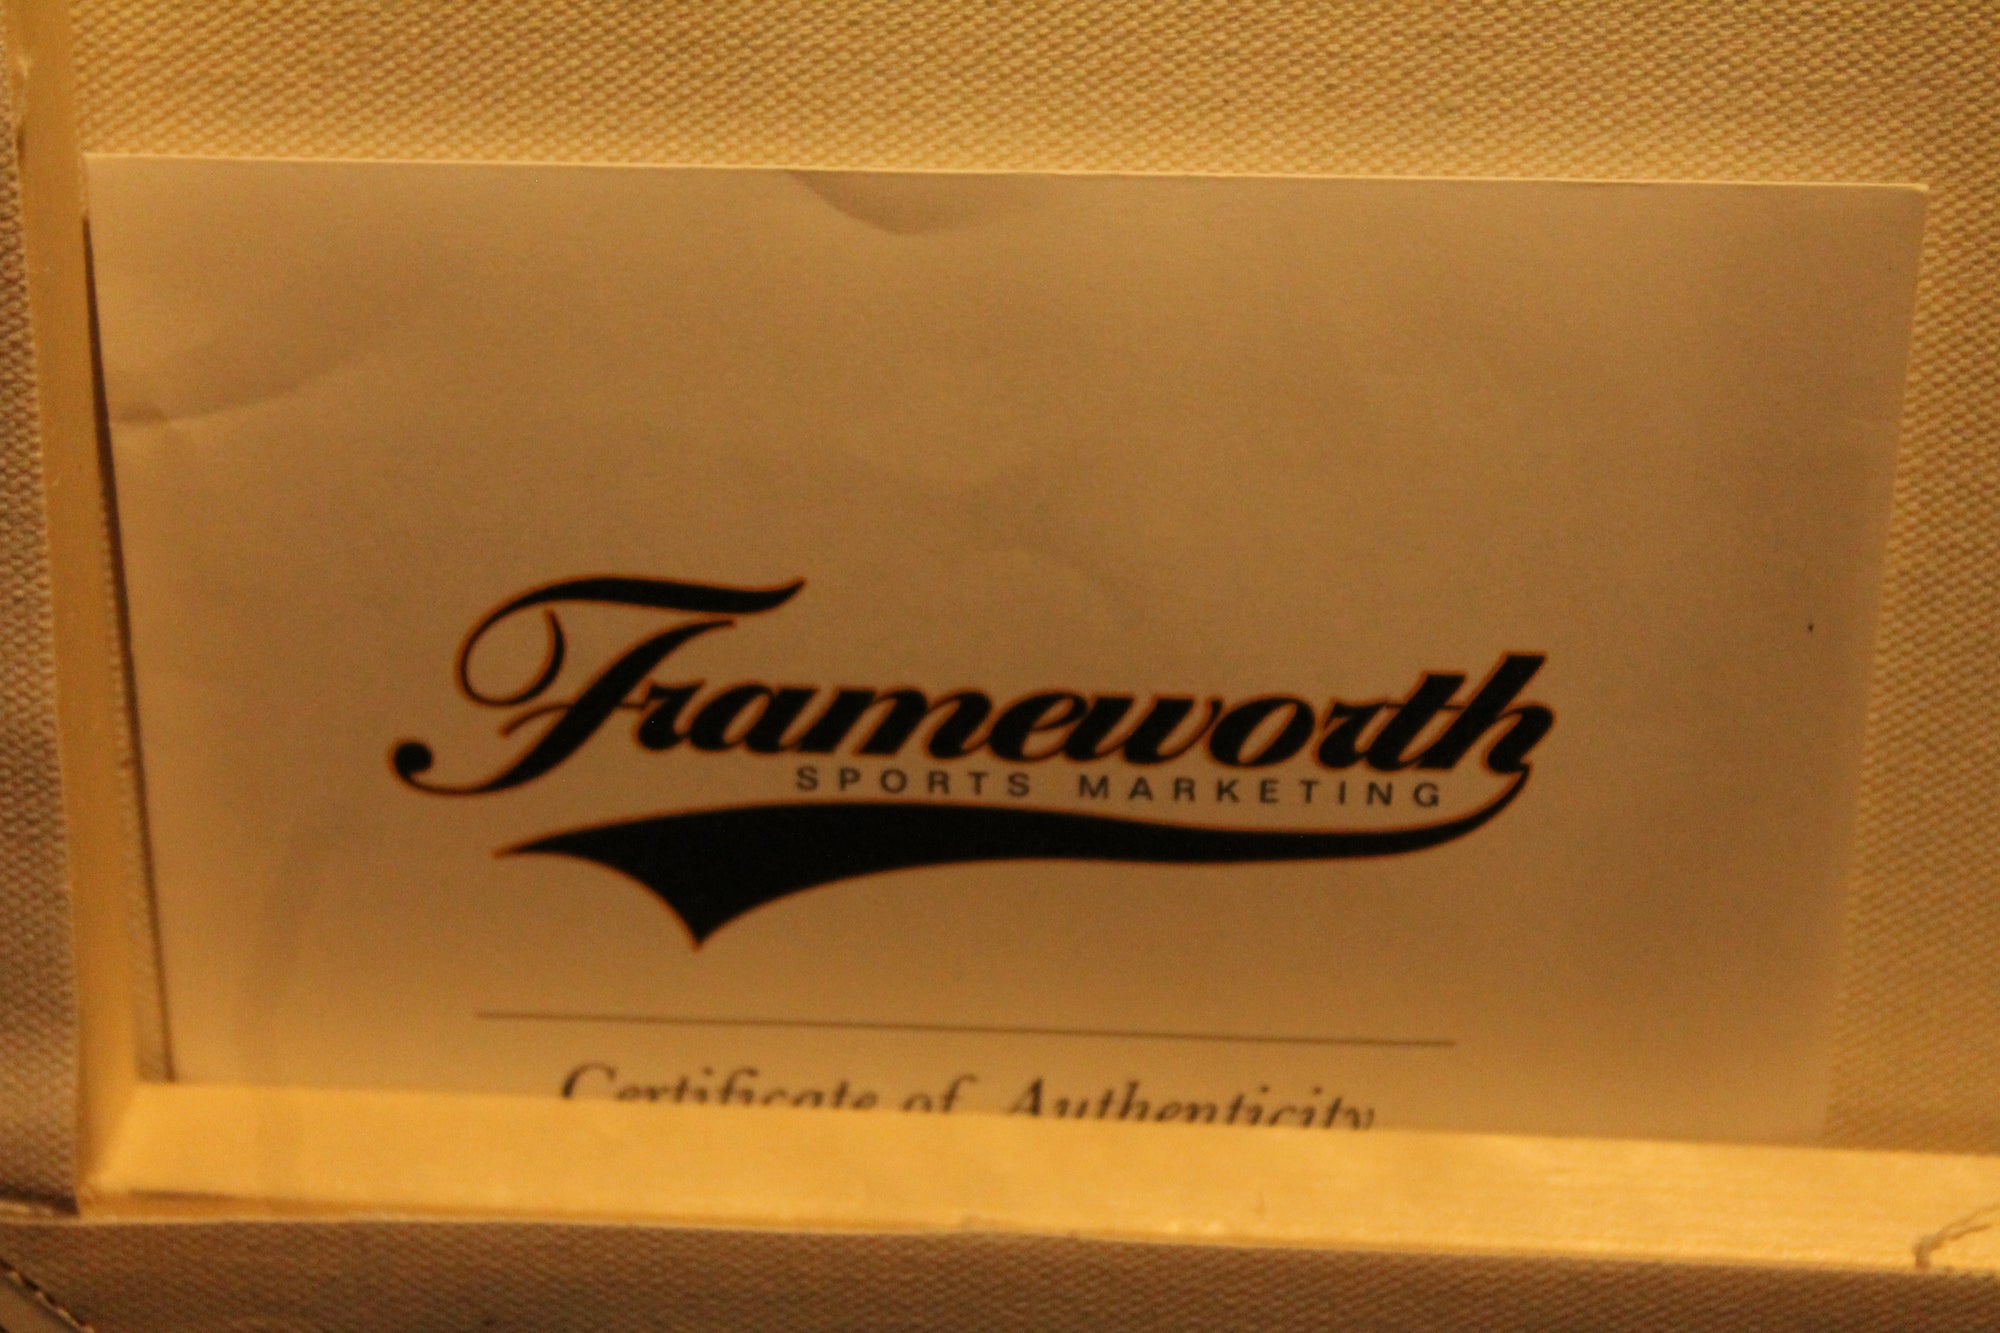 Frameworth
SPORTS MARKETING
Certificate of Authenticity